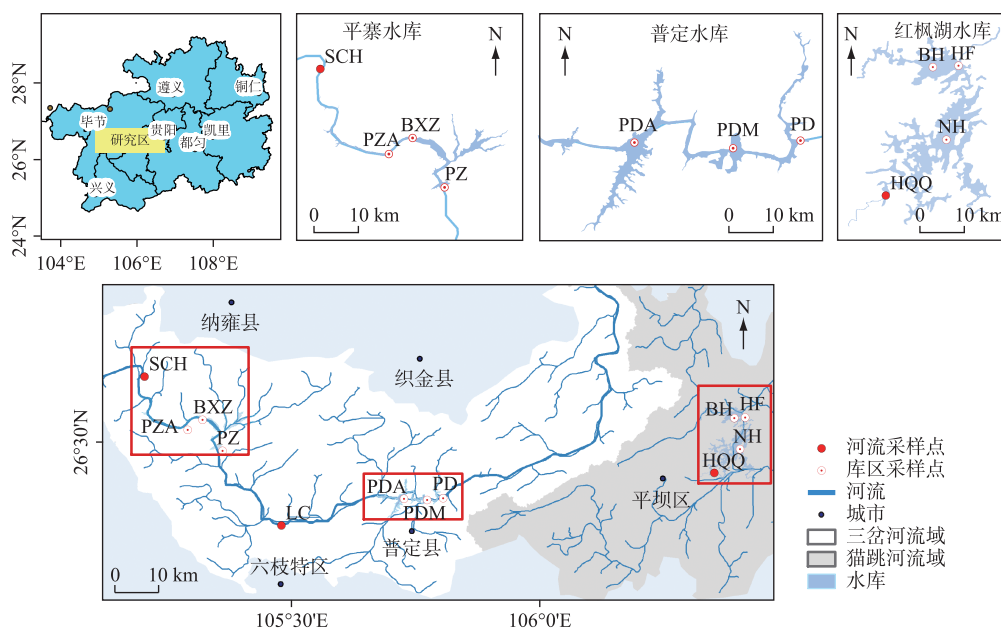 28°N
26°N
24°N
104°E
106°E
108°E
遵义
铜仁
毕节
贵阳
凯里
研究区
都匀
兴义
平寨水库
N
SCH
BXZ
PZA
PZ
0 10 km
普定水库
N
PDA
PDM
PD
0 10 km
红枫湖水库
N
BH
HF
NH
HQQ
0 10 km
纳雍县
N
SCH
织金县
BXZ
PZA
PZ
BH
HF
NH
HQQ
26°30′N
PDA
PD
PDM
LC
平坝区
普定县
六枝特区
0 10 km
105°30′E
106°0′E
河流采样点
库区采样点
河流
城市
三岔河流域
猫跳河流域
水库